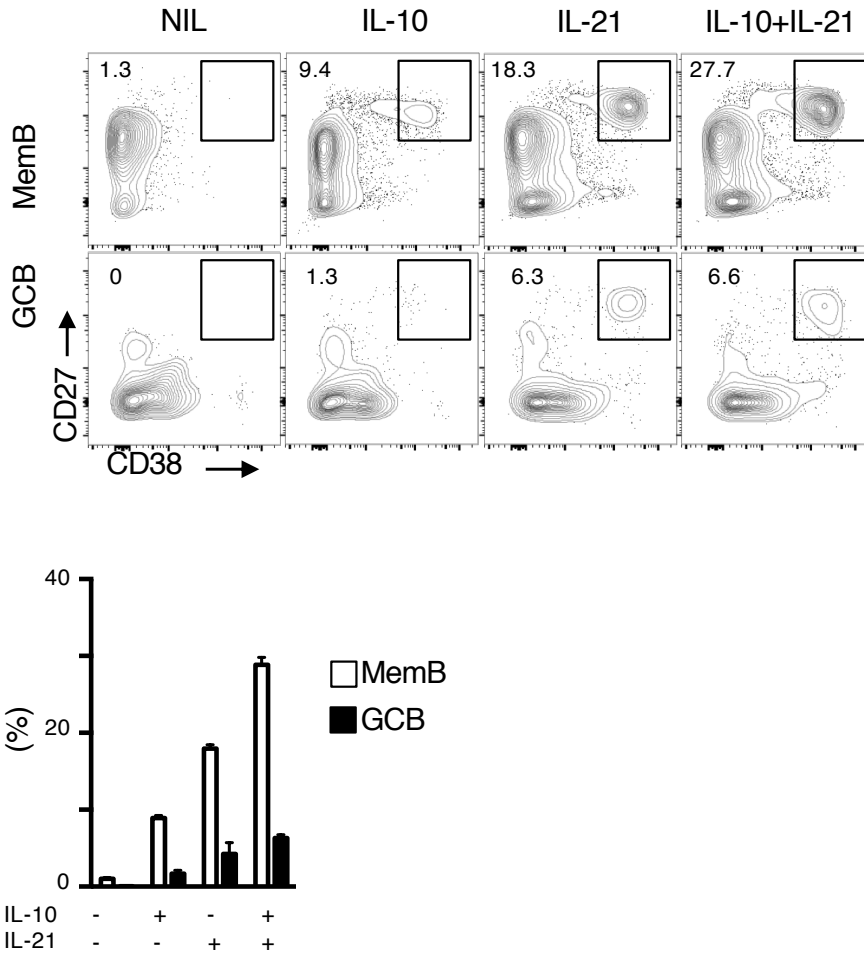 NIL IL-10 IL-21 IL-10+IL-21
MemB
1.3 9.4 18.3 27.7
GCB
0 1.3 6.3 6.6
CD27
CD38
40
MemB
GCB
20
(%)
0
IL-10 - + - +
IL-21 - - + +